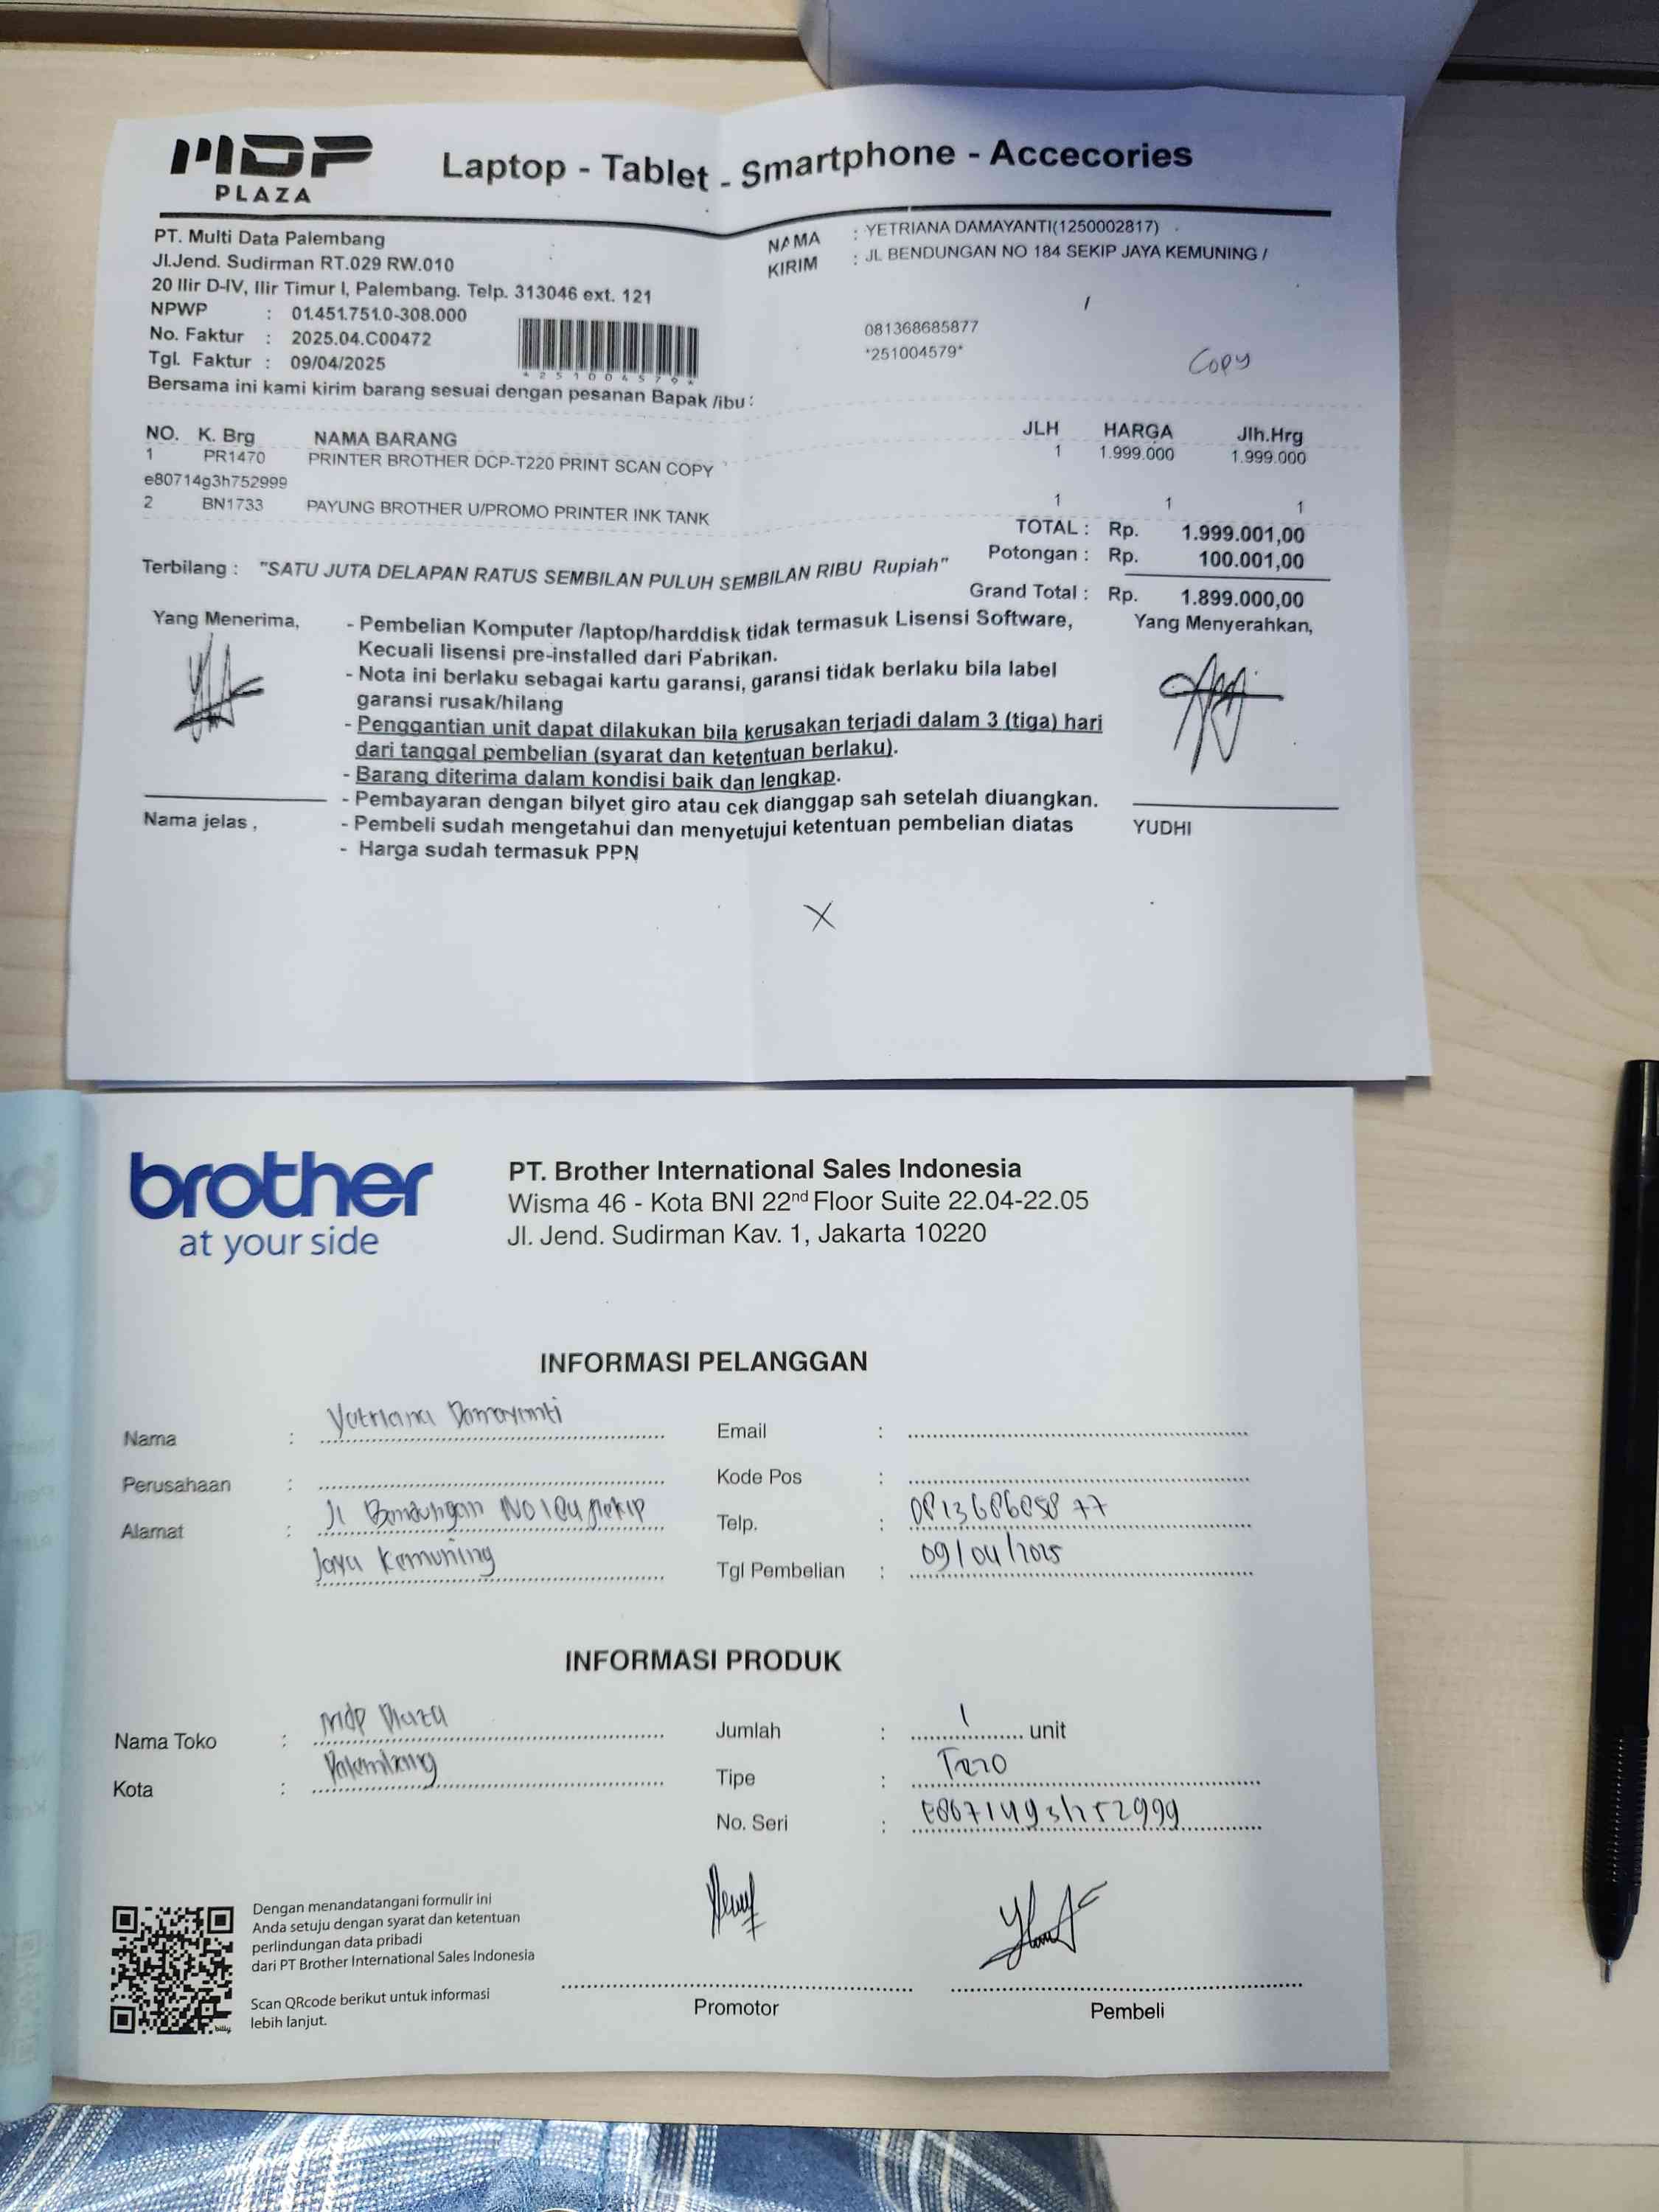 MDP PLAZA
Laptop - Tablet - Smartphone - Accecories
PT. Multi Data Palembang
Jl.Jend. Sudirman RT.029 RW.010
20 Ilir D-IV, Ilir Timur I, Palembang. Telp. 313046 ext. 121
NPWP : 01.451.751.0-308.000
No. Faktur : 2025.04.C00472
Tgl. Faktur : 09/04/2025
*251004579*
NAMA : YETRIANA DAMAYANTI(1250002817)
KIRIM : JL BENDUNGAN NO 184 SEKIP JAYA KEMUNING /
/
081368685877
*251004579*
Copy
Bersama ini kami kirim barang sesuai dengan pesanan Bapak /ibu :
NO. K. Brg NAMA BARANG JLH HARGA Jlh.Hrg
1 PR1470 PRINTER BROTHER DCP-T220 PRINT SCAN COPY 1 1.999.000 1.999.000
e80714g3h752999
2 BN1733 PAYUNG BROTHER U/PROMO PRINTER INK TANK 1 1 1
TOTAL : Rp. 1.999.001,00
Potongan : Rp. 100.001,00
Terbilang : "SATU JUTA DELAPAN RATUS SEMBILAN PULUH SEMBILAN RIBU Rupiah"
Grand Total : Rp. 1.899.000,00
Yang Menerima,
- Pembelian Komputer /laptop/harddisk tidak termasuk Lisensi Software,
Kecuali lisensi pre-installed dari Pabrikan.
- Nota ini berlaku sebagai kartu garansi, garansi tidak berlaku bila label
garansi rusak/hilang
- Penggantian unit dapat dilakukan bila kerusakan terjadi dalam 3 (tiga) hari
dari tanggal pembelian (syarat dan ketentuan berlaku).
- Barang diterima dalam kondisi baik dan lengkap.
- Pembayaran dengan bilyet giro atau cek dianggap sah setelah diuangkan.
- Pembeli sudah mengetahui dan menyetujui ketentuan pembelian diatas
- Harga sudah termasuk PPN
Yang Menyerahkan,
Nama jelas ,
YUDHI
X
brother
at your side
PT. Brother International Sales Indonesia
Wisma 46 - Kota BNI 22nd Floor Suite 22.04-22.05
Jl. Jend. Sudirman Kav. 1, Jakarta 10220
INFORMASI PELANGGAN
Nama : Yetriana Damayanti
Perusahaan :
Alamat : Jl Bendungan No 184 Sekip
Jaya Kemuning
Email :
Kode Pos :
Telp. : 081368685877
Tgl Pembelian : 09/04/2025
INFORMASI PRODUK
Nama Toko : MDP Plaza
Kota : Palembang
Jumlah : 1 unit
Tipe : T220
No. Seri :
Dengan menandatangani formulir ini
Anda setuju dengan syarat dan ketentuan
perlindungan data pribadi
dari PT Brother International Sales Indonesia
Scan QRcode berikut untuk informasi
lebih lanjut.
billy
Promotor
Pembeli